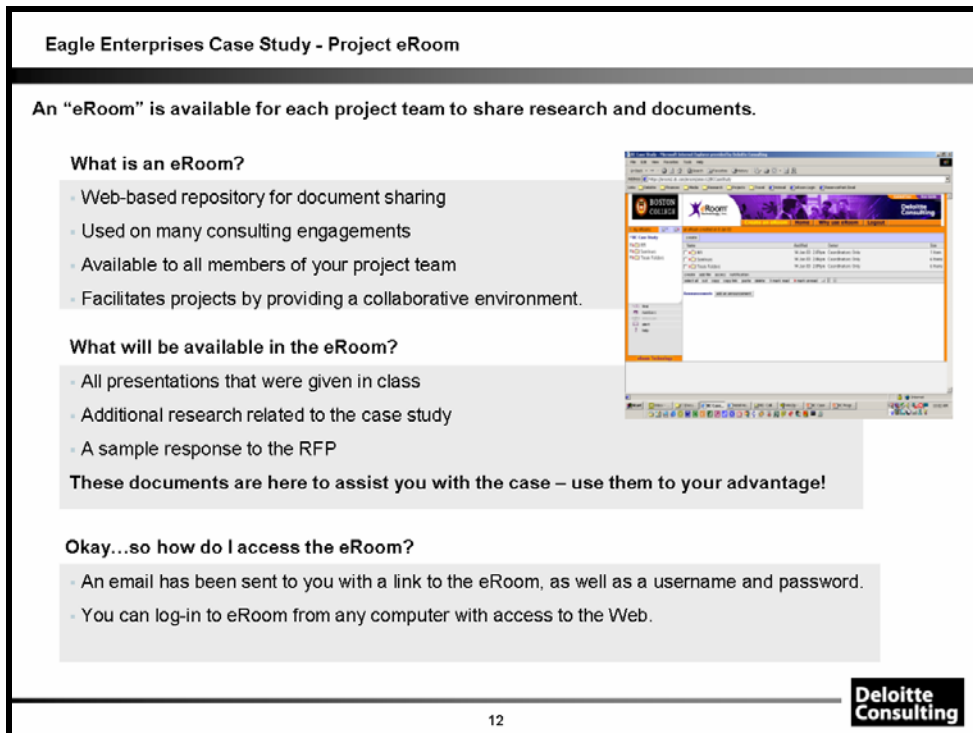 Eagle Enterprises Case Study - Project eRoom
An “eRoom” is available for each project team to share research and documents.
What is an eRoom?
Web-based repository for document sharing
Used on many consulting engagements
Available to all members of your project team
Facilitates projects by providing a collaborative environment.
BOSTON
COLLEGE
eRoom
Deloitte
Consulting
What will be available in the eRoom?
All presentations that were given in class
Additional research related to the case study
A sample response to the RFP
These documents are here to assist you with the case – use them to your advantage!
Okay...so how do I access the eRoom?
An email has been sent to you with a link to the eRoom, as well as a username and password.
You can log-in to eRoom from any computer with access to the Web.
12
Deloitte
Consulting